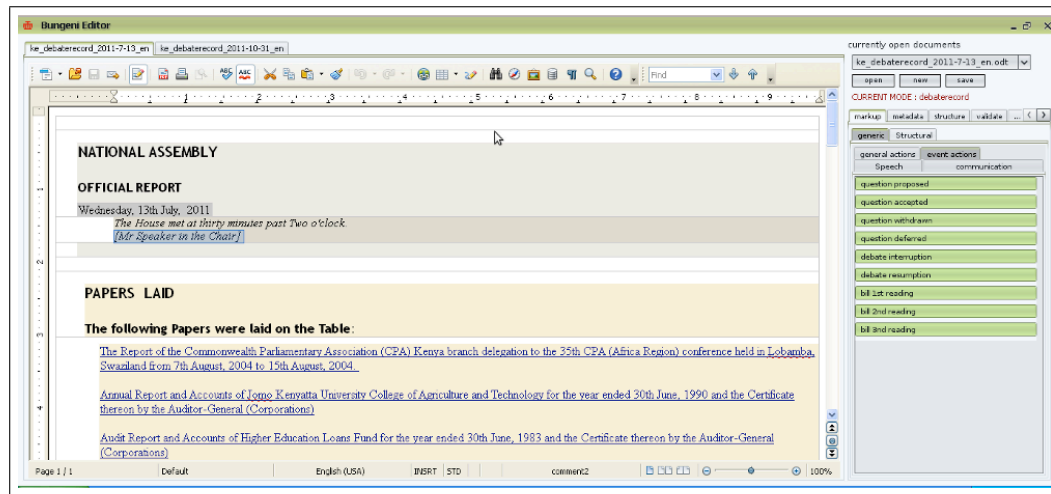 Bungeni Editor
ke_debaterecord_2011-7-13_en ke_debaterecord_2011-10-31_en
Find
NATIONAL ASSEMBLY
OFFICIAL REPORT
Wednesday, 13th July, 2011
The House met at thirty minutes past Two o'clock
[Mr Speaker in the Chair]
PAPERS LAID
The following Papers were laid on the Table:
The Report of the Commonwealth Parliamentary Association (CPA) Kenya branch delegation to the 35th CPA (Africa Region) conference held in Lobamba,
Swaziland from 7th August, 2004 to 15th August, 2004.
Annual Report and Accounts of Jomo Kenyatta University College of Agriculture and Technology for the year ended 30th June, 1990 and the Certificate
thereon by the Auditor-General (Corporations)
Audit Report and Accounts of Higher Education Loans Fund for the year ended 30th June, 1983 and the Certificate thereon by the Auditor-General
(Corporations)
Page 1 / 1 Default English (USA) INSRT STD comment2 100%
currently open documents
ke_debaterecord_2011-7-13_en.odt
open new save
CURRENT MODE : debaterecord
markup metadata structure validate ...
generic Structural
general actions event actions
Speech communication
question proposed
question accepted
question withdrawn
question deferred
debate interruption
debate resumption
bill 1st reading
bill 2nd reading
bill 3nd reading